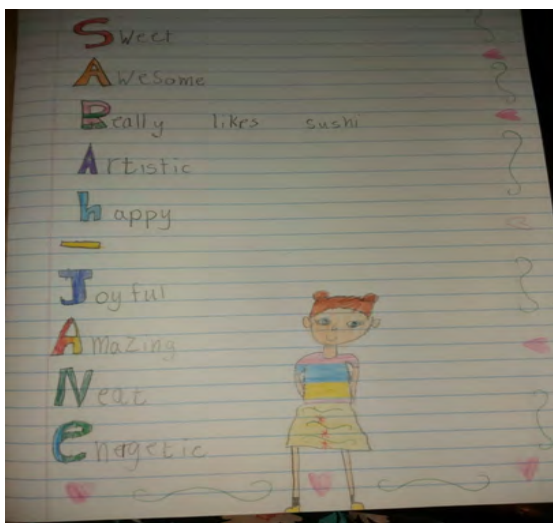 Sweet
Awesome
Really likes sushi
Artistic
happy
-
Joyful
Amazing
Neat
enagetic